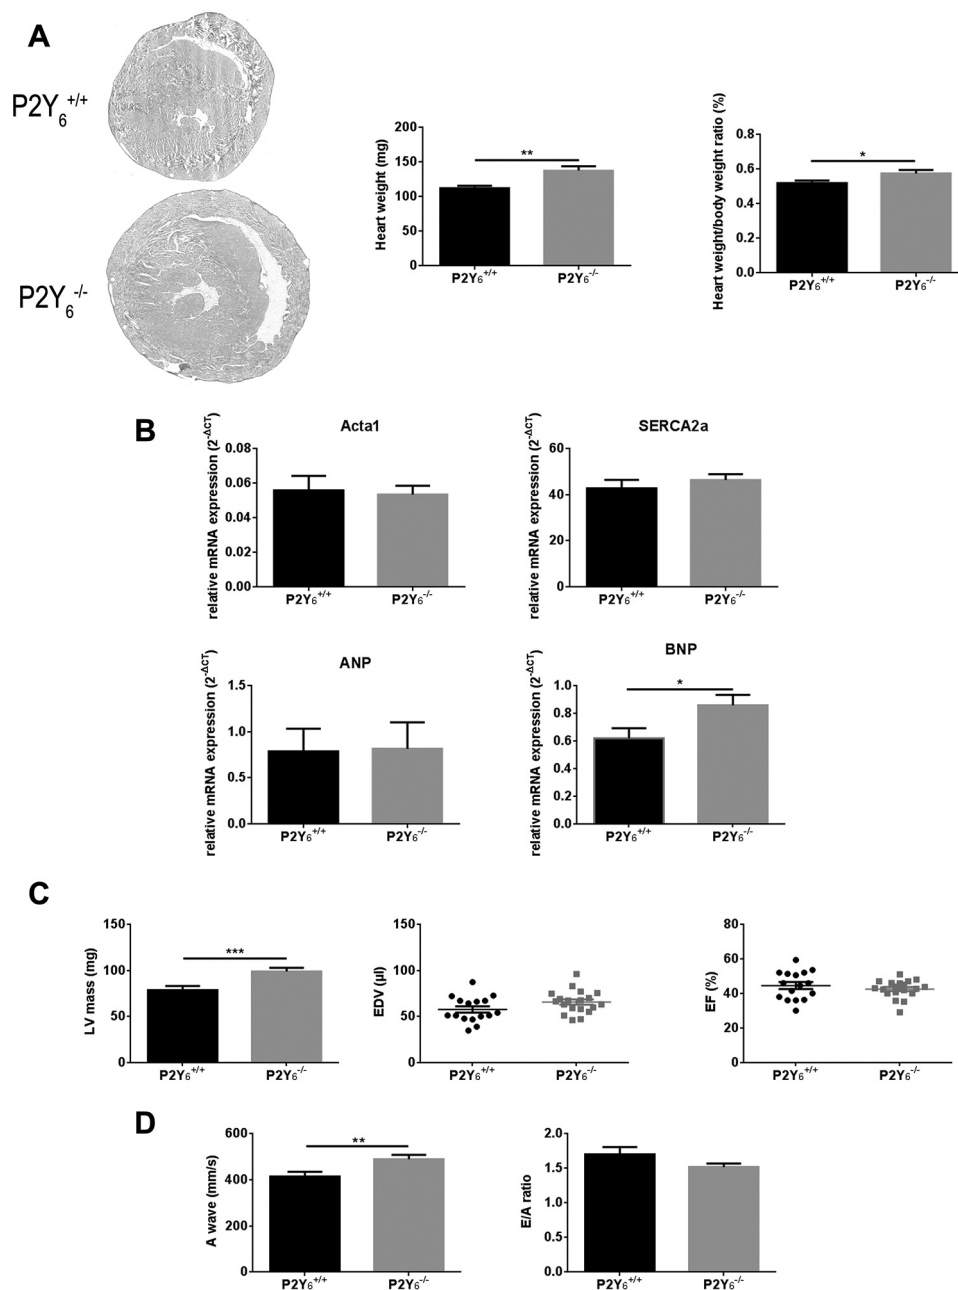 A
P2Y6+/+
P2Y6-/-
Heart weight (mg)
200
150
100
50
0
**
P2Y6+/+ P2Y6-/-
Heart weight/body weight ratio (%)
0.8
0.6
0.4
0.2
0.0
*
P2Y6+/+ P2Y6-/-
B
Acta1
relative mRNA expression (2-ΔCT)
0.08
0.06
0.04
0.02
0.00
P2Y6+/+ P2Y6-/-
SERCA2a
relative mRNA expression (2-ΔCT)
60
40
20
0
P2Y6+/+ P2Y6-/-
ANP
relative mRNA expression (2-ΔCT)
1.5
1.0
0.5
0.0
P2Y6+/+ P2Y6-/-
BNP
relative mRNA expression (2-ΔCT)
1.0
0.8
0.6
0.4
0.2
0.0
*
P2Y6+/+ P2Y6-/-
C
LV mass (mg)
150
100
50
0
***
P2Y6+/+ P2Y6-/-
EDV (µl)
150
100
50
0
P2Y6+/+ P2Y6-/-
EF (%)
80
60
40
20
0
P2Y6+/+ P2Y6-/-
D
A wave (mm/s)
600
400
200
0
**
P2Y6+/+ P2Y6-/-
E/A ratio
2.0
1.5
1.0
0.5
0.0
P2Y6+/+ P2Y6-/-